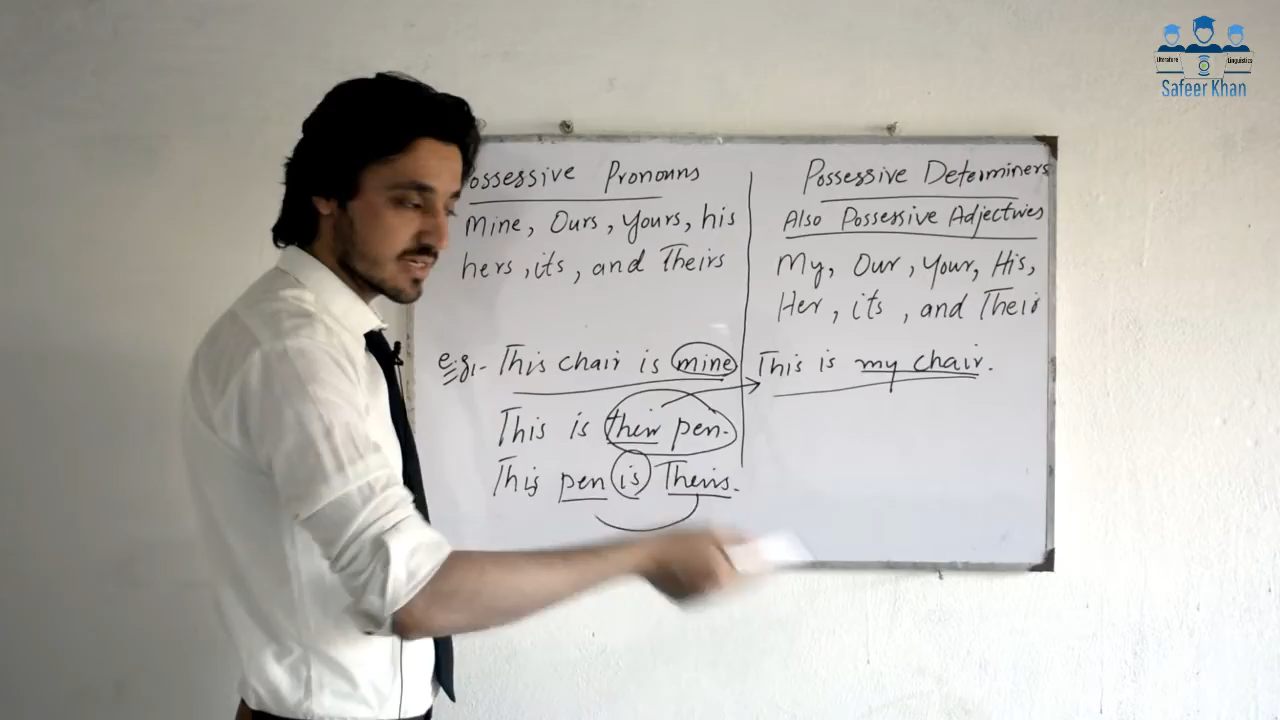 ossessive Pronouns
Mine, Ours, yours, his
hers, its, and Theirs
e.g.- This chair is mine
This is their pen.
This pen is Theirs.
Possessive Determiners
Also Possessive Adjectives
My, Our, your, His,
Her, its, and Their
This is my chair.
Literature
Linguistics
Safeer Khan